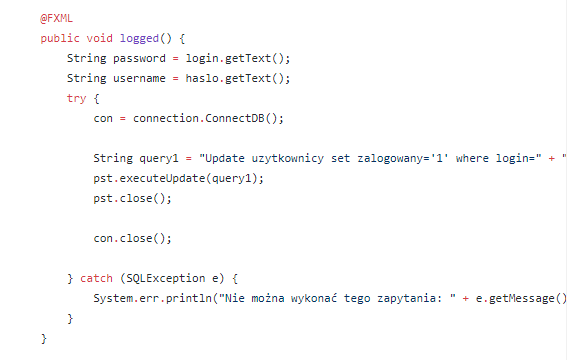 @FXML
public void logged() {
String password = login.getText();
String username = haslo.getText();
try {
con = connection.ConnectDB();
String query1 = "Update uzytkownicy set zalogowany='1' where login=" + "
pst.executeUpdate(query1);
pst.close();
con.close();
} catch (SQLException e) {
System.err.println("Nie można wykonać tego zapytania: " + e.getMessage()
}
}